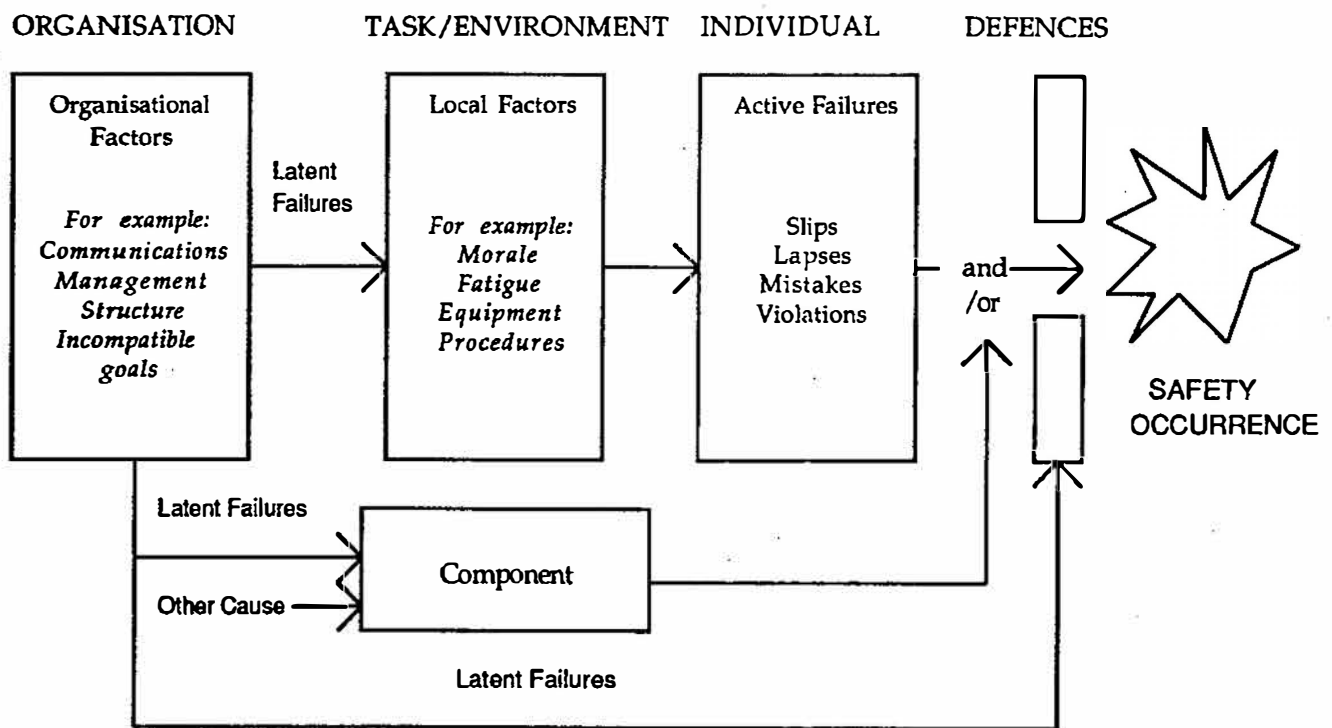 ORGANISATION
TASK/ENVIRONMENT
INDIVIDUAL
DEFENCES
Organisational
Factors
For example:
Communications
Management
Structure
Incompatible
goals
Latent
Failures
Local Factors
For example:
Morale
Fatigue
Equipment
Procedures
Active Failures
Slips
Lapses
Mistakes
Violations
and
/or
SAFETY
OCCURRENCE
Latent Failures
Other Cause
Component
Latent Failures